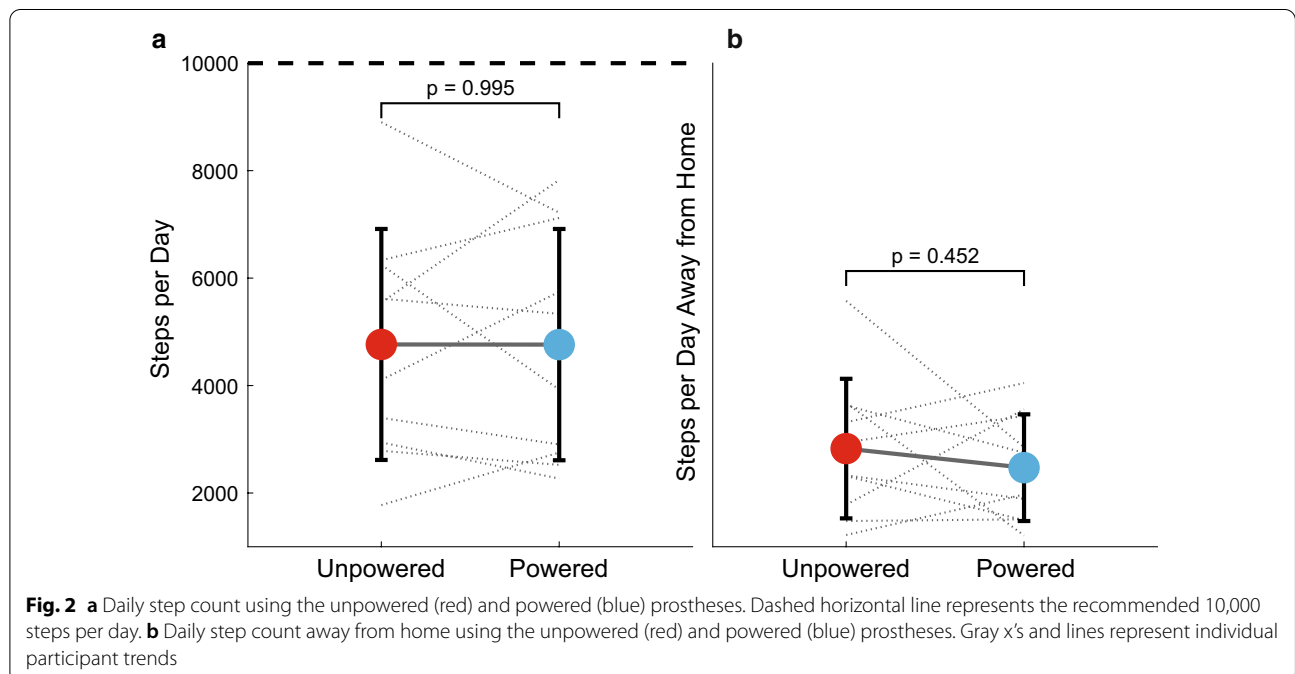 a
10000
p = 0.995
8000
6000
4000
2000
Steps per Day
Unpowered Powered
b
Steps per Day Away from Home
p = 0.452
Unpowered Powered
Fig. 2 a Daily step count using the unpowered (red) and powered (blue) prostheses. Dashed horizontal line represents the recommended 10,000
steps per day. b Daily step count away from home using the unpowered (red) and powered (blue) prostheses. Gray x's and lines represent individual
participant trends